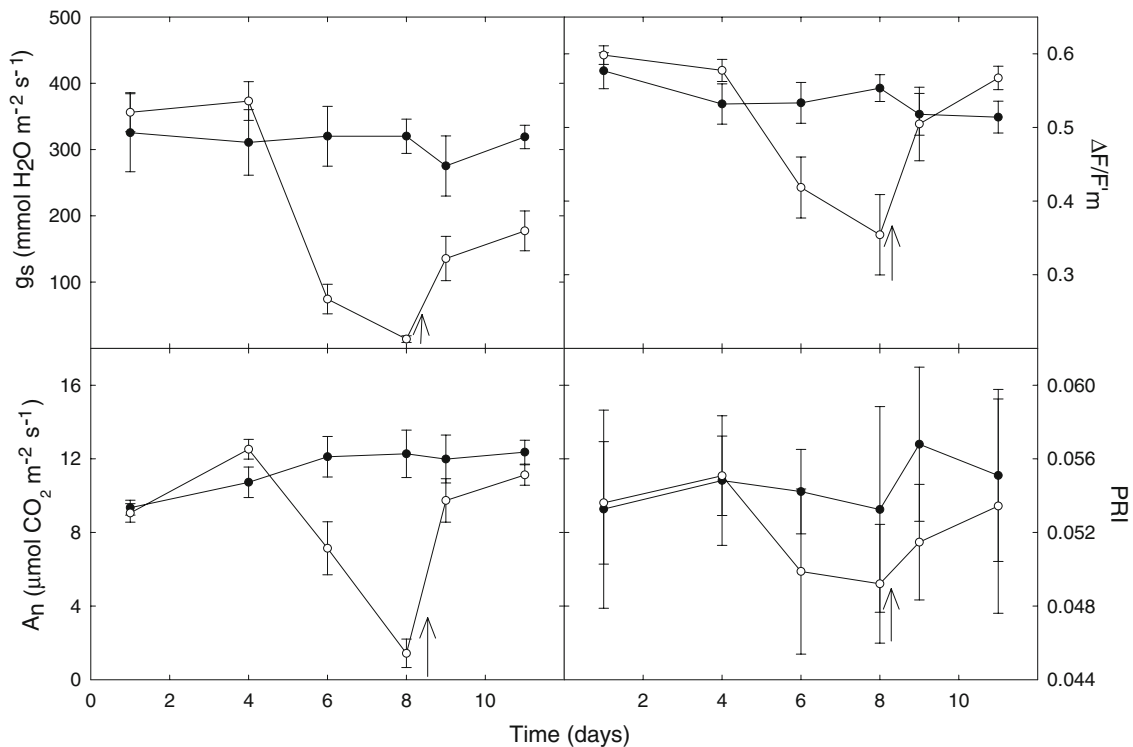 500
400
300
200
100
gs (mmol H2O m-2 s-1)
0.6
0.5
0.4
0.3
ΔF/F'm
16
12
8
4
0
An (μmol CO2 m-2 s-1)
0.060
0.056
0.052
0.048
0.044
PRI
0 2 4 6 8 10
2 4 6 8 10
Time (days)